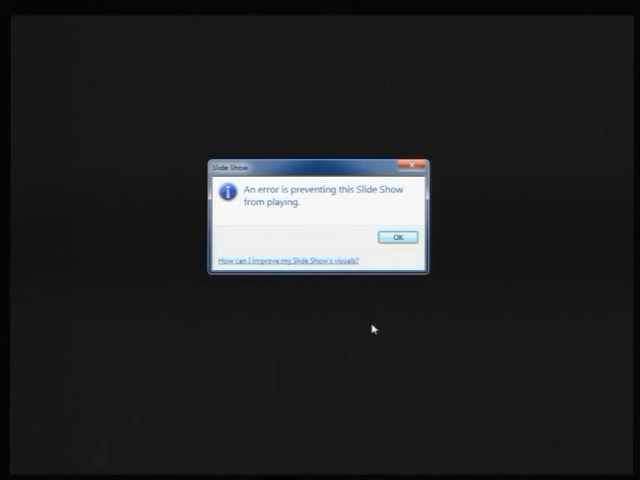 Slide Show
An error is preventing this Slide Show
from playing.
OK
How can I improve my Slide Show's visuals?